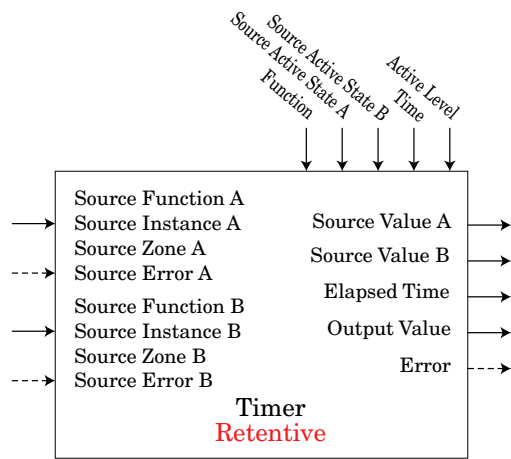 Function
Source Active State A
Source Active State B
Time
Active Level
Source Function A
Source Instance A
Source Zone A
Source Error A
Source Function B
Source Instance B
Source Zone B
Source Error B
Source Value A
Source Value B
Elapsed Time
Output Value
Error
Timer
Retentive